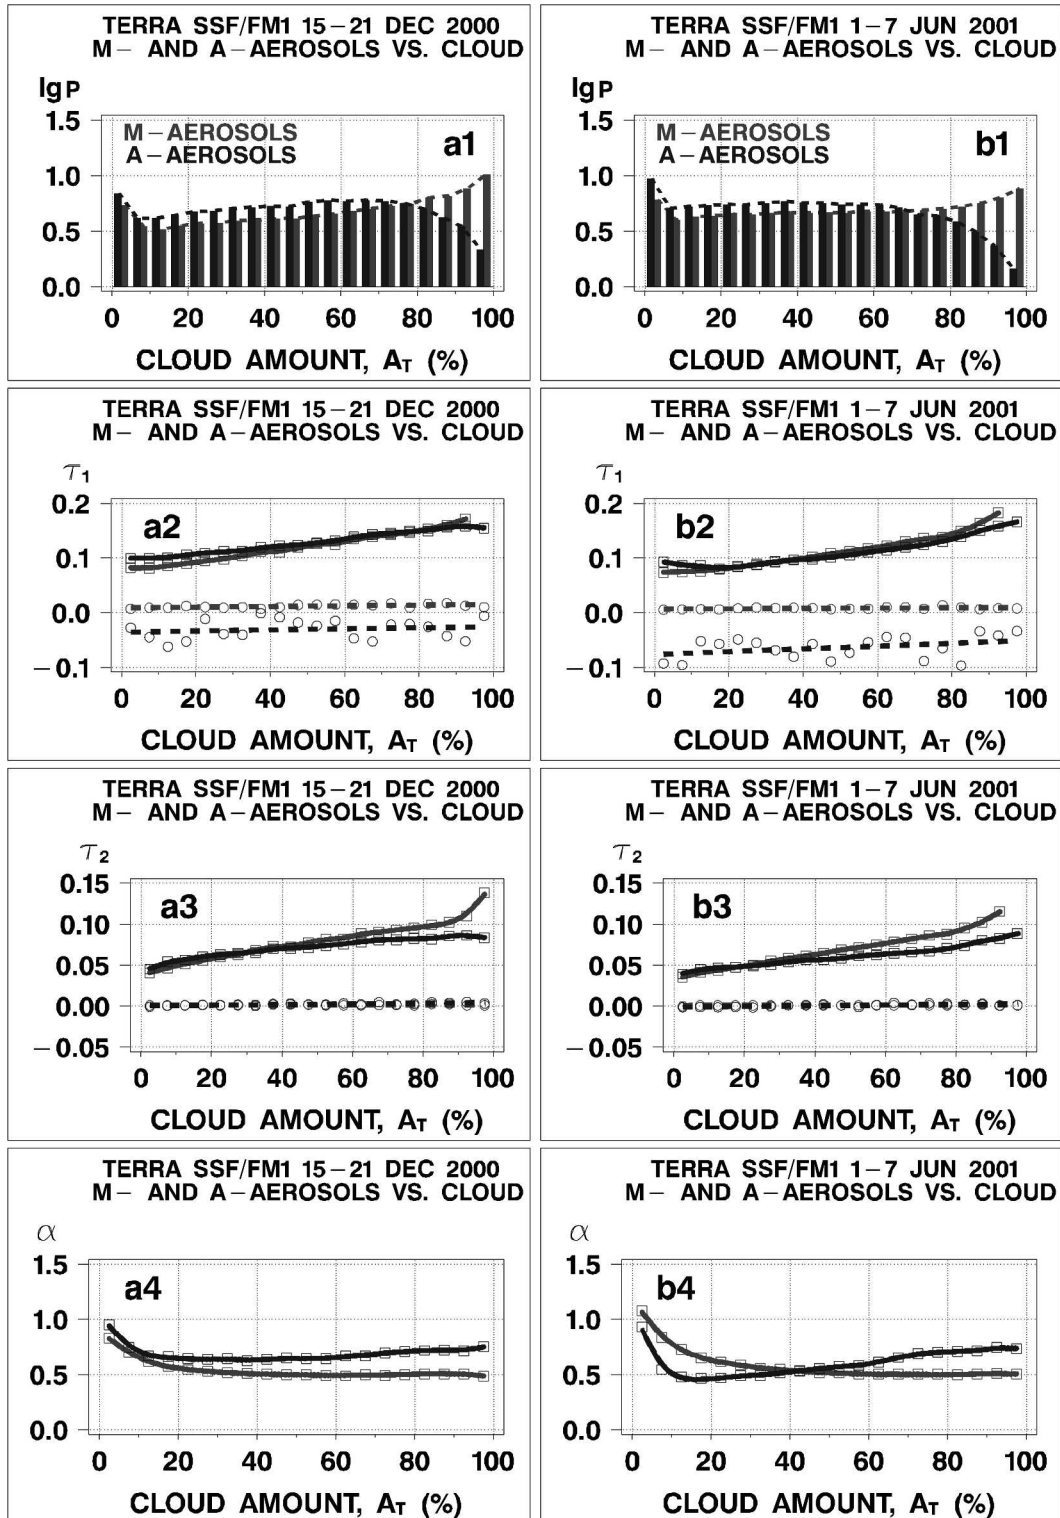 TERRA SSF/FM1 15–21 DEC 2000
M– AND A–AEROSOLS VS. CLOUD
lgP
1.5
M–AEROSOLS
A–AEROSOLS
a1
1.0
0.5
0.0
0 20 40 60 80 100
CLOUD AMOUNT, AT (%)
TERRA SSF/FM1 1–7 JUN 2001
M– AND A–AEROSOLS VS. CLOUD
lgP
1.5
M–AEROSOLS
A–AEROSOLS
b1
1.0
0.5
0.0
0 20 40 60 80 100
CLOUD AMOUNT, AT (%)
TERRA SSF/FM1 15–21 DEC 2000
M– AND A–AEROSOLS VS. CLOUD
τ1
0.2
a2
0.1
0.0
–0.1
0 20 40 60 80 100
CLOUD AMOUNT, AT (%)
TERRA SSF/FM1 1–7 JUN 2001
M– AND A–AEROSOLS VS. CLOUD
τ1
0.2
b2
0.1
0.0
–0.1
0 20 40 60 80 100
CLOUD AMOUNT, AT (%)
TERRA SSF/FM1 15–21 DEC 2000
M– AND A–AEROSOLS VS. CLOUD
τ2
0.15
a3
0.10
0.05
0.00
–0.05
0 20 40 60 80 100
CLOUD AMOUNT, AT (%)
TERRA SSF/FM1 1–7 JUN 2001
M– AND A–AEROSOLS VS. CLOUD
τ2
0.15
b3
0.10
0.05
0.00
–0.05
0 20 40 60 80 100
CLOUD AMOUNT, AT (%)
TERRA SSF/FM1 15–21 DEC 2000
M– AND A–AEROSOLS VS. CLOUD
α
1.5
a4
1.0
0.5
0.0
0 20 40 60 80 100
CLOUD AMOUNT, AT (%)
TERRA SSF/FM1 1–7 JUN 2001
M– AND A–AEROSOLS VS. CLOUD
α
1.5
b4
1.0
0.5
0.0
0 20 40 60 80 100
CLOUD AMOUNT, AT (%)